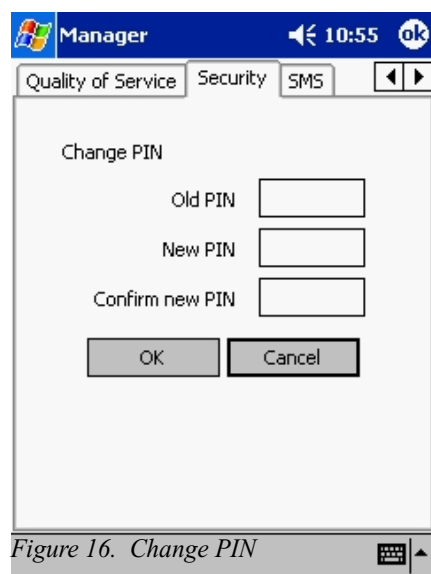 Manager 10:55 ok
Quality of Service Security SMS
Change PIN
Old PIN
New PIN
Confirm new PIN
OK Cancel
Figure 16. Change PIN